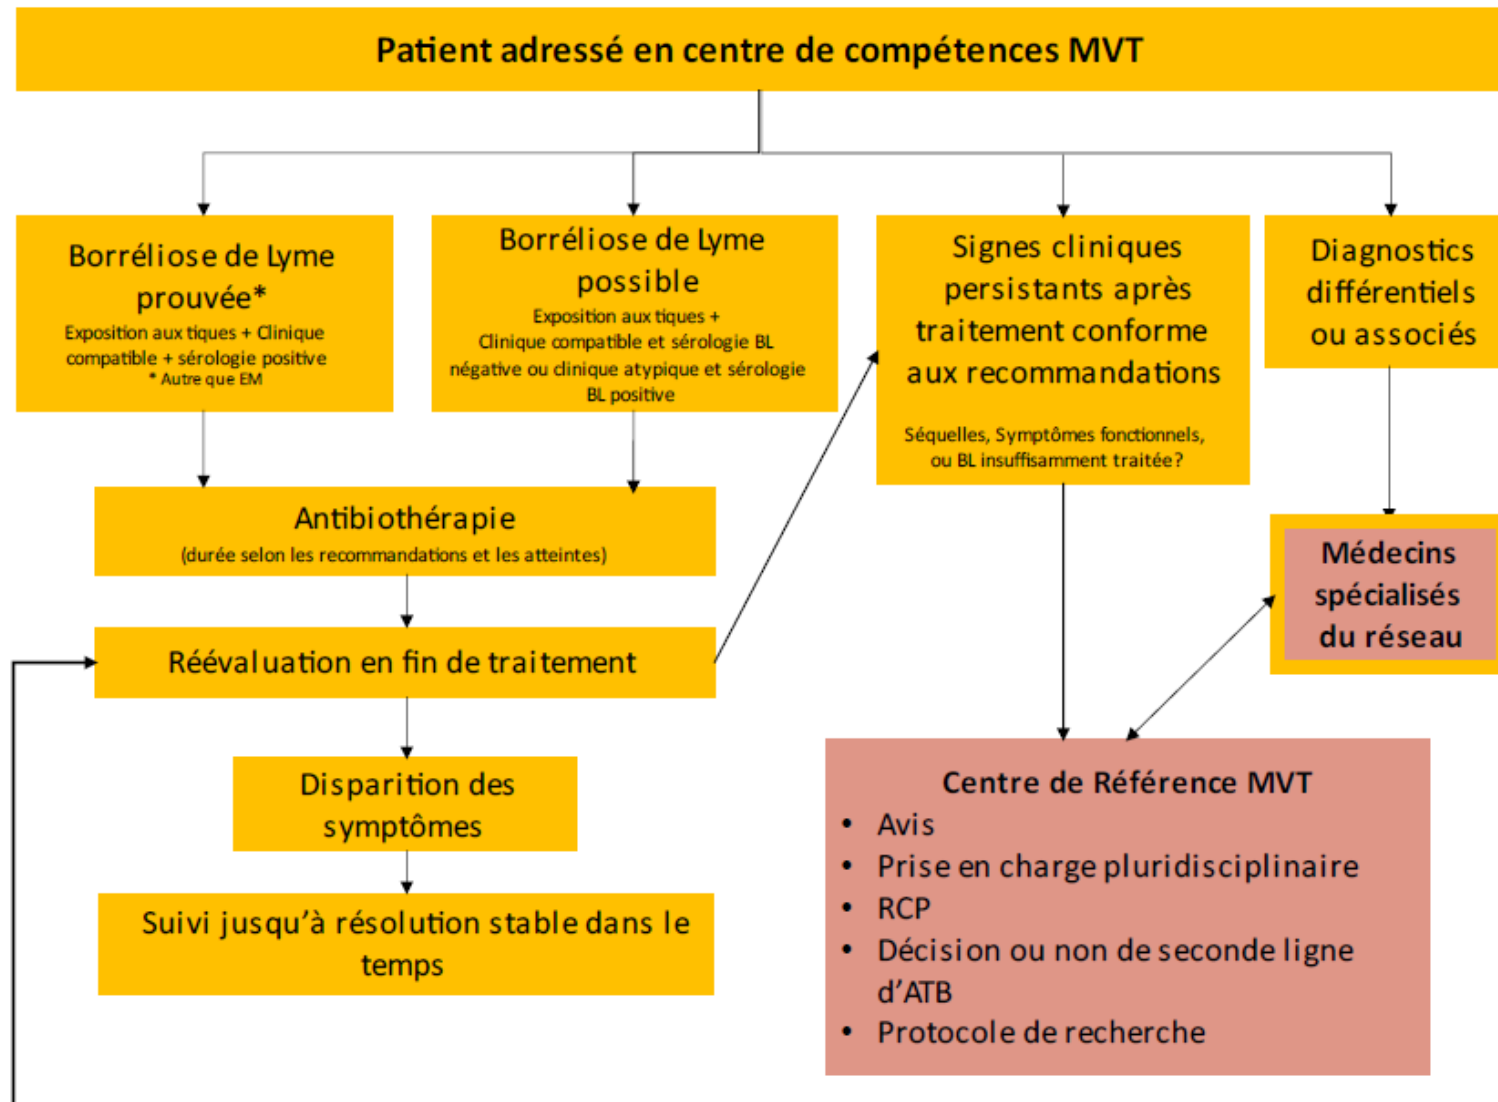 Patient adressé en centre de compétences MVT
Borréliose de Lyme
prouvée*
Exposition aux tiques + Clinique
compatible + sérologie positive
* Autre que EM
Borréliose de Lyme
possible
Exposition aux tiques +
Clinique compatible et sérologie BL
négative ou clinique atypique et sérologie
BL positive
Signes cliniques
persistants après
traitement conforme
aux recommandations
Séquelles, Symptômes fonctionnels,
ou BL insuffisamment traitée?
Diagnostics
différentiels
ou associés
Antibiothérapie
(durée selon les recommandations et les atteintes)
Médecins
spécialisés
du réseau
Réévaluation en fin de traitement
Disparition des
symptômes
Suivi jusqu'à résolution stable dans le
temps
Centre de Référence MVT
• Avis
• Prise en charge pluridisciplinaire
• RCP
• Décision ou non de seconde ligne
d'ATB
• Protocole de recherche